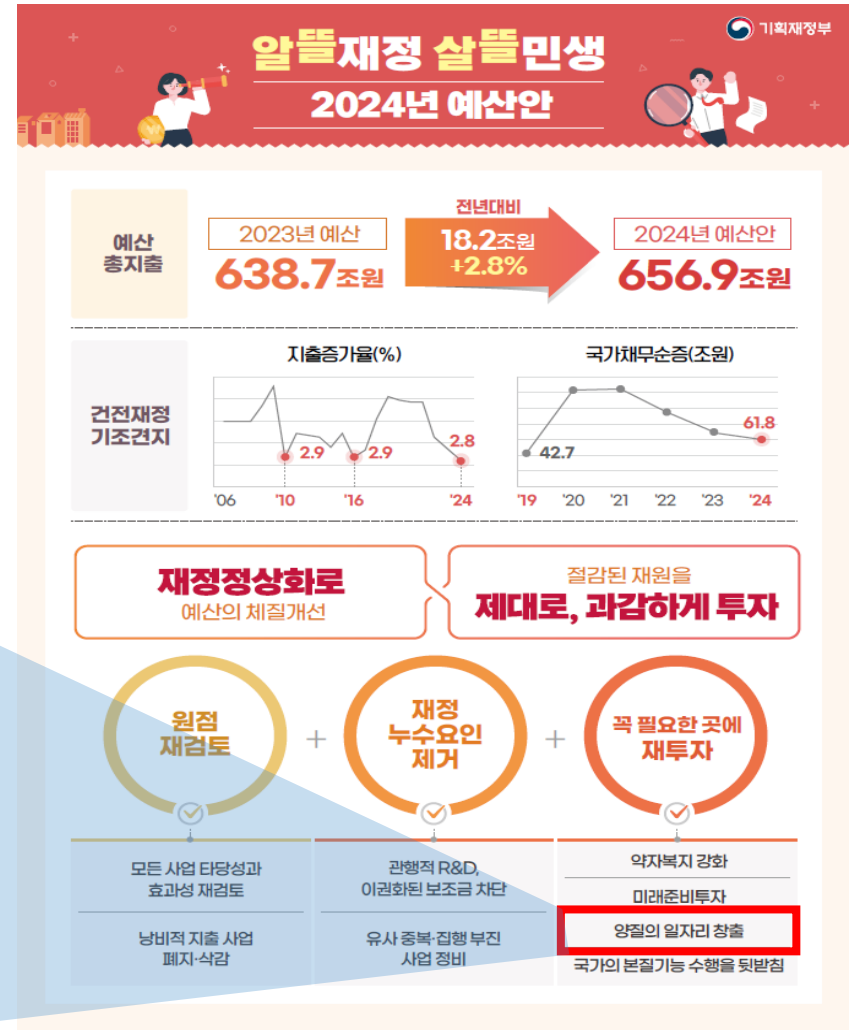 기획재정부
알뜰재정 살뜰민생
2024년 예산안
예산
총지출
2023년 예산
638.7조원
전년대비
18.2조원
+2.8%
2024년 예산안
656.9조원
건전재정
기조견지
지출증가율(%)
2.9
2.9
2.8
'06 '10 '16 '24
국가채무순증(조원)
42.7
61.8
'19 '20 '21 '22 '23 '24
재정정상화로
예산의 체질개선
절감된 재원을
제대로, 과감하게 투자
원점
재검토
+
재정
누수요인
제거
+
꼭 필요한 곳에
재투자
모든 사업 타당성과
효과성 재검토
낭비적 지출 사업
폐지·삭감
관행적 R&D,
이권화된 보조금 차단
유사 중복·집행 부진
사업 정비
약자복지 강화
미래준비투자
양질의 일자리 창출
국가의 본질기능 수행을 뒷받침